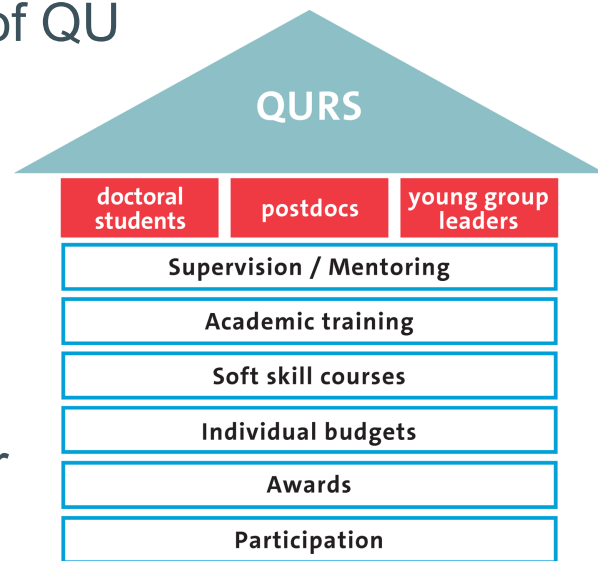 of QU
QURS
doctoral
students
postdocs
young group
leaders
Supervision / Mentoring
Academic training
Soft skill courses
Individual budgets
r
Awards
Participation